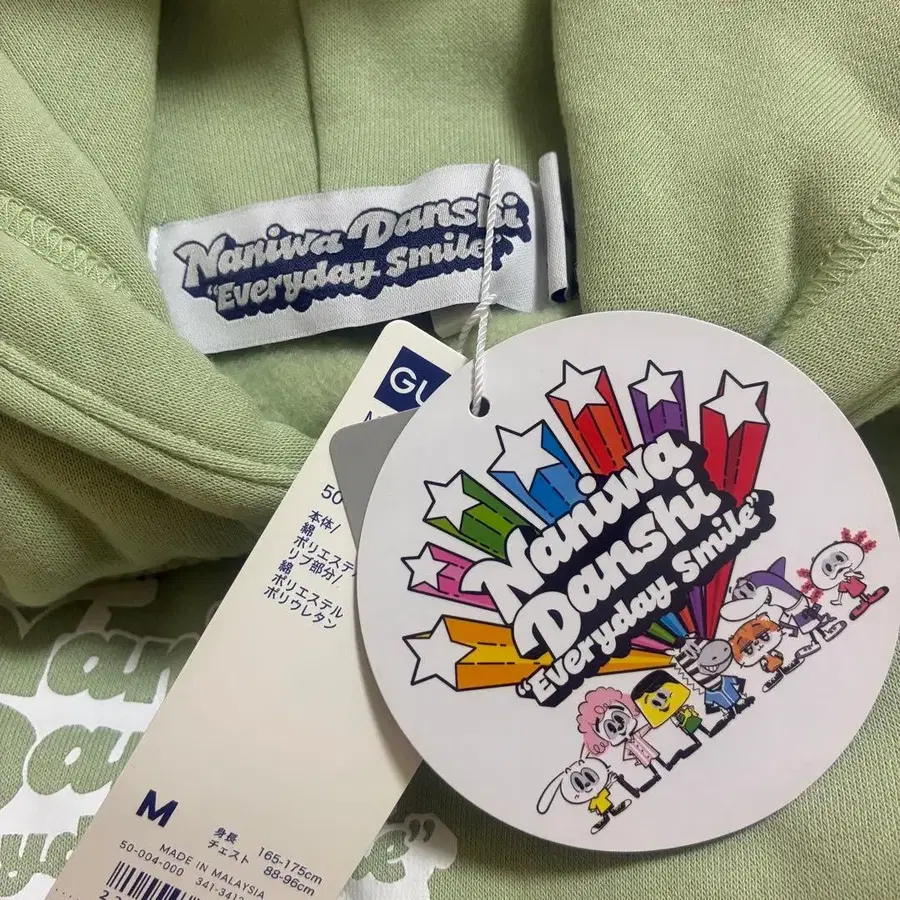 Naniwa Danshi
"Everyday Smile"
GU
50
本体/
綿
ポリエステ
リブ部分/
綿
ポリエステル
ポリウレタン
Naniwa
Danshi
"Everyday Smile"
M
身長 165-175cm
チェスト 88-96cm
MADE IN MALAYSIA
50-004-000 341-341